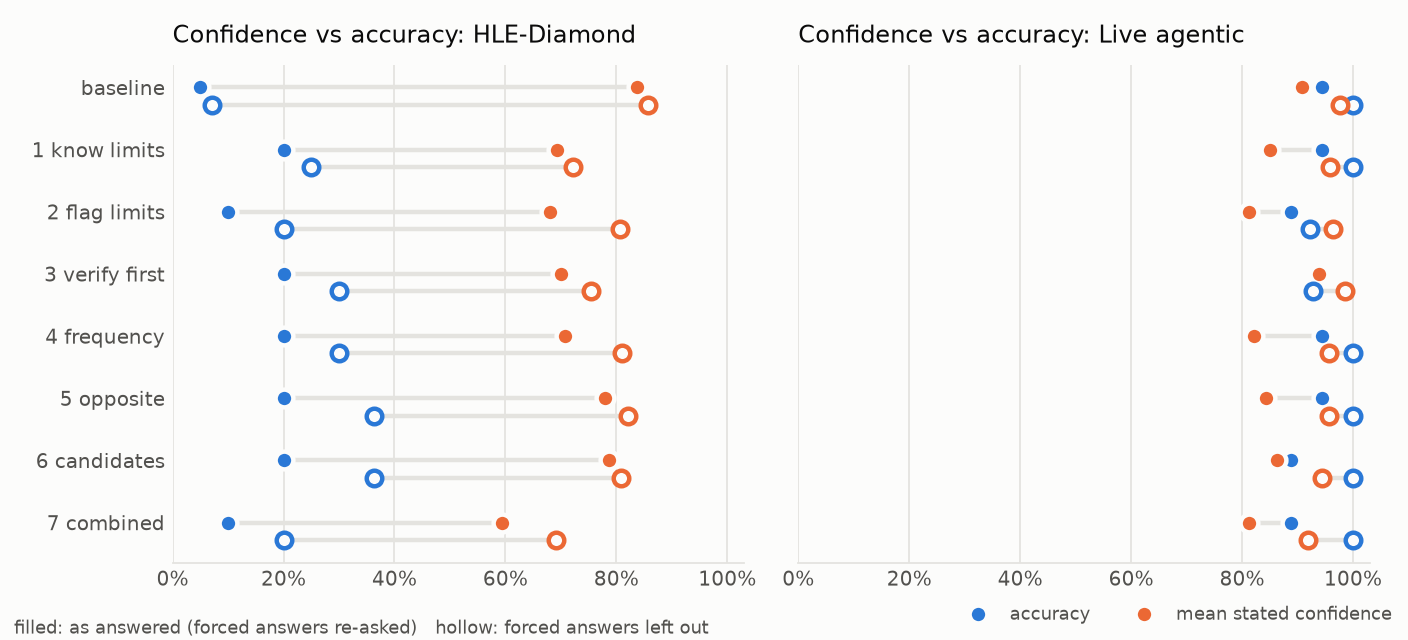 Confidence vs accuracy: HLE-Diamond
Confidence vs accuracy: Live agentic
baseline
1 know limits
2 flag limits
3 verify first
4 frequency
5 opposite
6 candidates
7 combined
0% 20% 40% 60% 80% 100%
0% 20% 40% 60% 80% 100%
accuracy mean stated confidence
filled: as answered (forced answers re-asked) hollow: forced answers left out